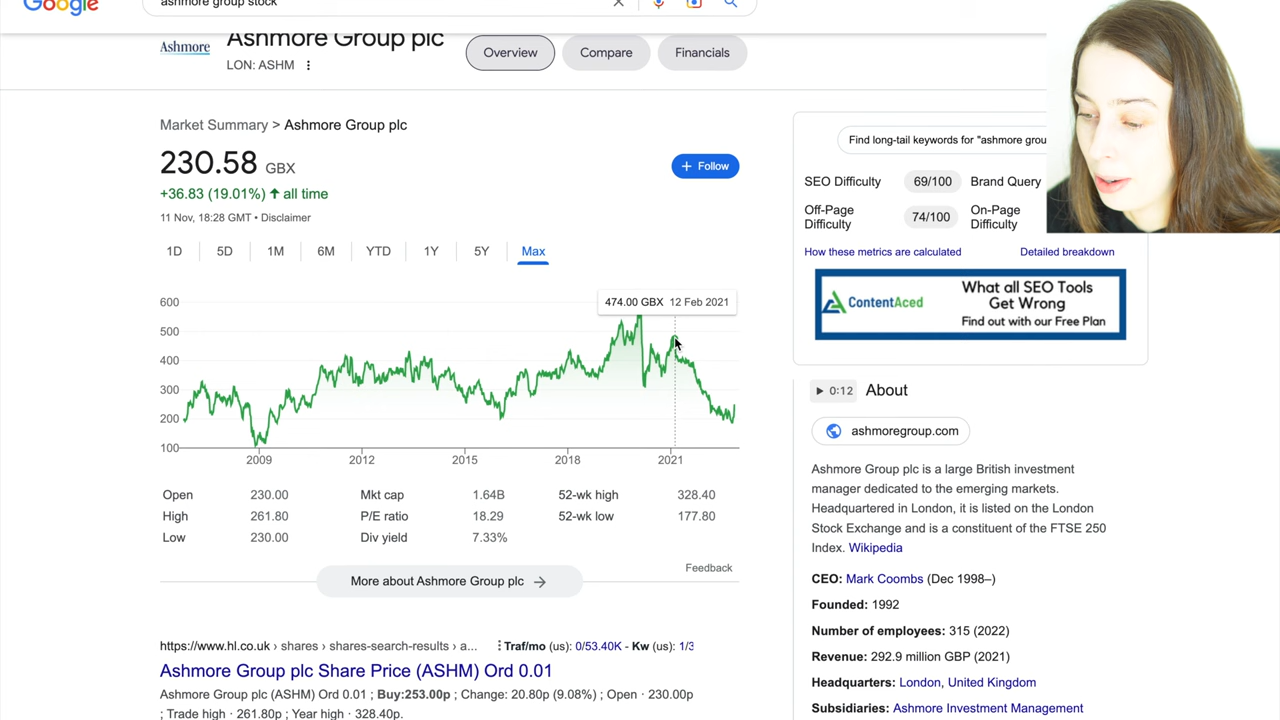 Google
ashmore group stock
Ashmore
Ashmore Group plc
LON: ASHM
Overview
Compare
Financials
Market Summary > Ashmore Group plc
230.58 GBX
+36.83 (19.01%) all time
11 Nov, 18:28 GMT • Disclaimer
+ Follow
1D 5D 1M 6M YTD 1Y 5Y Max
474.00 GBX 12 Feb 2021
600
500
400
300
200
100
2009 2012 2015 2018 2021
Open 230.00 Mkt cap 1.64B 52-wk high 328.40
High 261.80 P/E ratio 18.29 52-wk low 177.80
Low 230.00 Div yield 7.33%
Feedback
More about Ashmore Group plc
https://www.hl.co.uk › shares › shares-search-results › a... Traf/mo (us): 0/53.40K - Kw (us): 1/3
Ashmore Group plc Share Price (ASHM) Ord 0.01
Ashmore Group plc (ASHM) Ord 0.01 ; Buy:253.00p ; Change: 20.80p (9.08%) ; Open · 230.00p
; Trade high · 261.80p ; Year high · 328.40p.
Find long-tail keywords for "ashmore grou
SEO Difficulty 69/100 Brand Query
Off-Page Difficulty 74/100 On-Page Difficulty
How these metrics are calculated Detailed breakdown
ContentAced
What all SEO Tools
Get Wrong
Find out with our Free Plan
0:12 About
ashmoregroup.com
Ashmore Group plc is a large British investment
manager dedicated to the emerging markets.
Headquartered in London, it is listed on the London
Stock Exchange and is a constituent of the FTSE 250
Index. Wikipedia
CEO: Mark Coombs (Dec 1998–)
Founded: 1992
Number of employees: 315 (2022)
Revenue: 292.9 million GBP (2021)
Headquarters: London, United Kingdom
Subsidiaries: Ashmore Investment Management